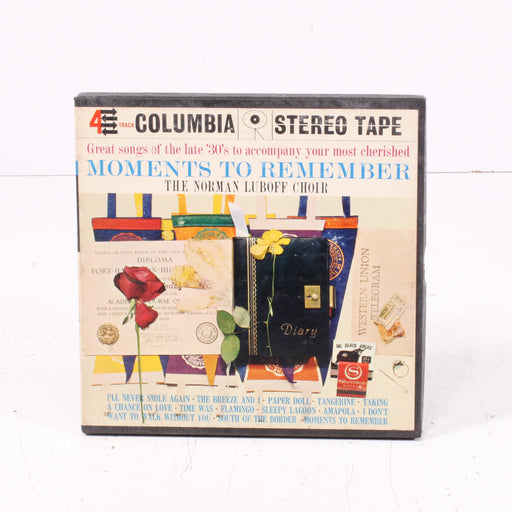 4 TRACK COLUMBIA STEREO TAPE
Great songs of the late '30's to accompany your most cherished
MOMENTS TO REMEMBER
THE NORMAN LUBOFF CHOIR
DIPLOMA
Diary
WESTERN UNION
TELEGRAM
I'LL NEVER SMILE AGAIN · THE BREEZE AND I · PAPER DOLL · TANGERINE · TAKING
A CHANCE ON LOVE · TIME WAS · FLAMINGO · SLEEPY LAGOON · AMAPOLA · I DON'T
WANT TO WALK WITHOUT YOU · SOUTH OF THE BORDER · MOMENTS TO REMEMBER